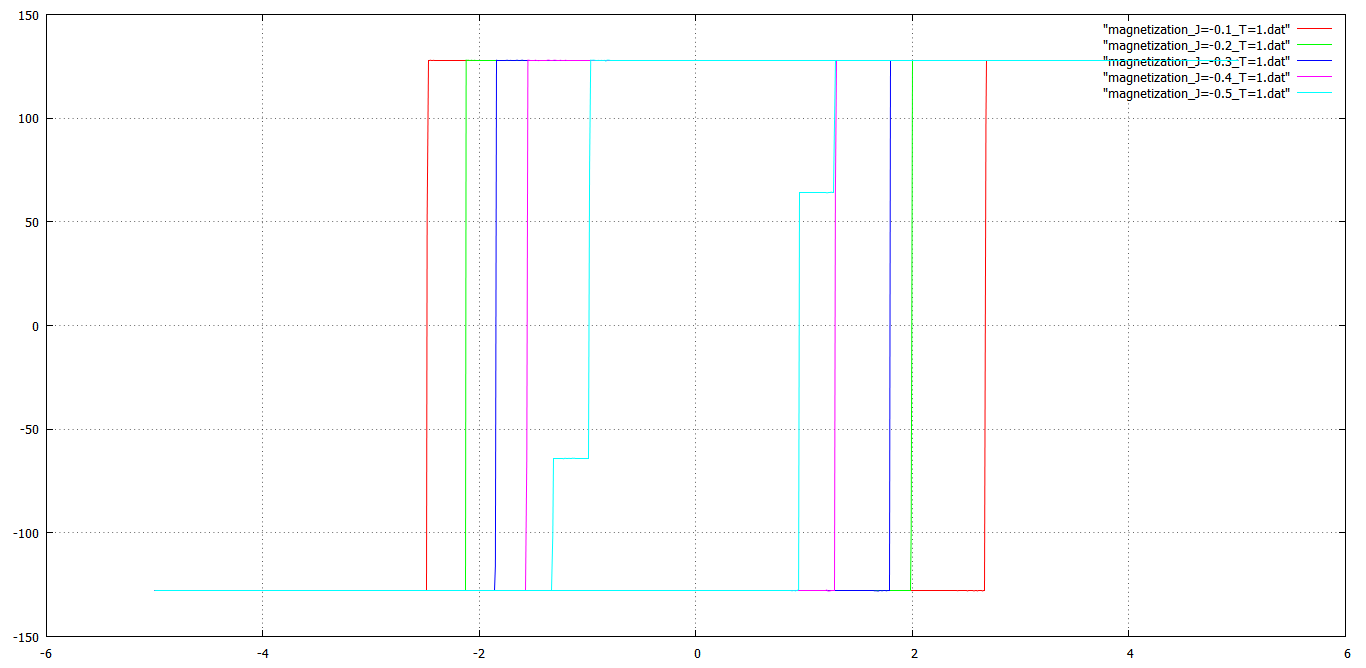 150
100
50
0
-50
-100
-150
-6
-4
-2
0
2
4
6
"magnetization_J=-0.1_T=1.dat"
"magnetization_J=-0.2_T=1.dat"
"magnetization_J=-0.3_T=1.dat"
"magnetization_J=-0.4_T=1.dat"
"magnetization_J=-0.5_T=1.dat"